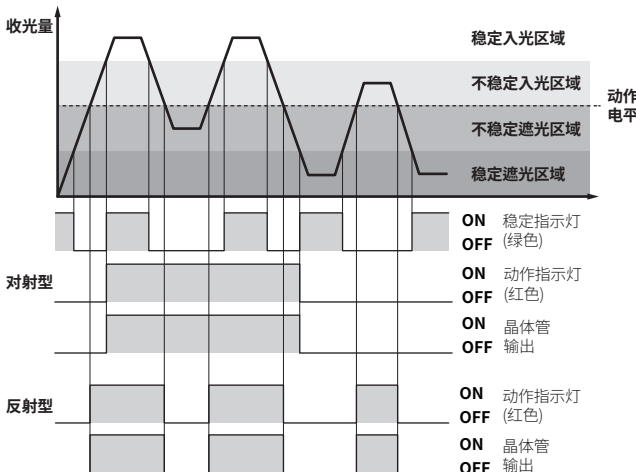 收光量
稳定入光区域
不稳定入光区域
动作
电平
不稳定遮光区域
稳定遮光区域
ON 稳定指示灯
OFF (绿色)
对射型
ON 动作指示灯
OFF (红色)
ON 晶体管
OFF 输出
反射型
ON 动作指示灯
OFF (红色)
ON 晶体管
OFF 输出